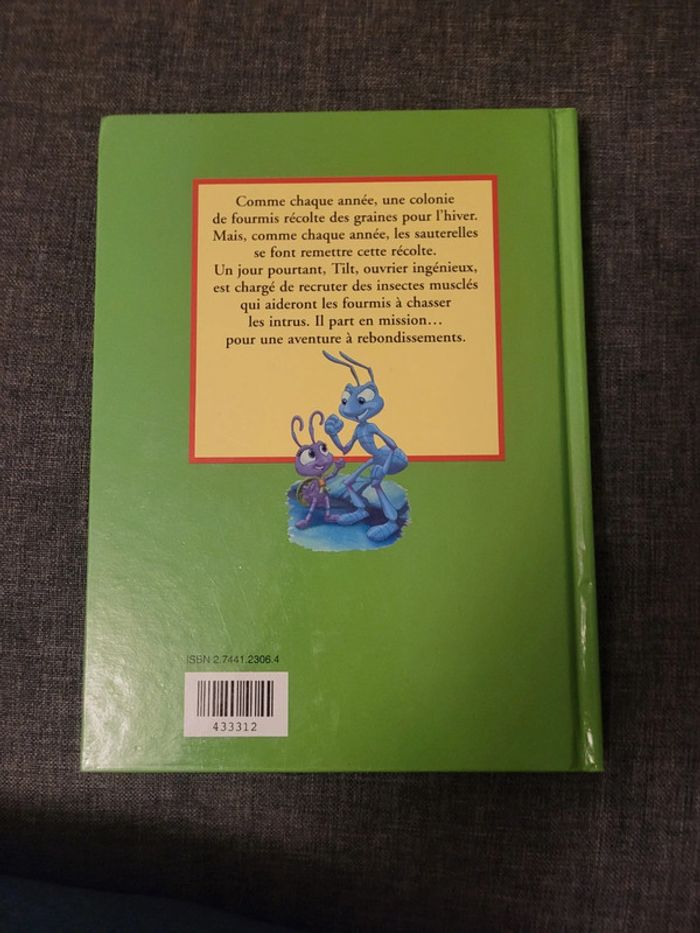 Comme chaque année, une colonie
de fourmis récolte des graines pour l'hiver.
Mais, comme chaque année, les sauterelles
se font remettre cette récolte.
Un jour pourtant, Tilt, ouvrier ingénieux,
est chargé de recruter des insectes musclés
qui aideront les fourmis à chasser
les intrus. Il part en mission...
pour une aventure à rebondissements.
ISBN 2.7441.2306.4
433312